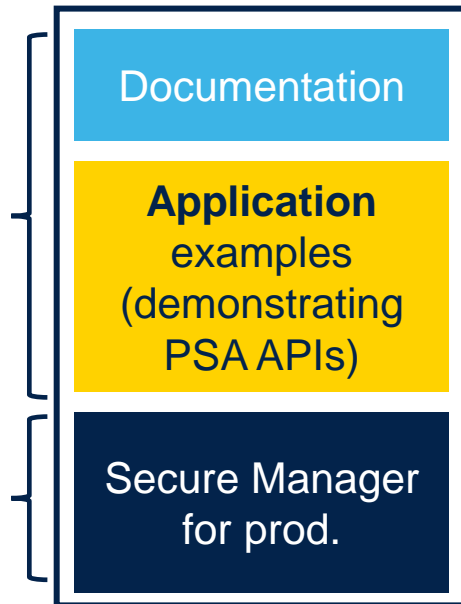 Documentation
Application
examples
(demonstrating
PSA APIs)
Secure Manager
for prod.